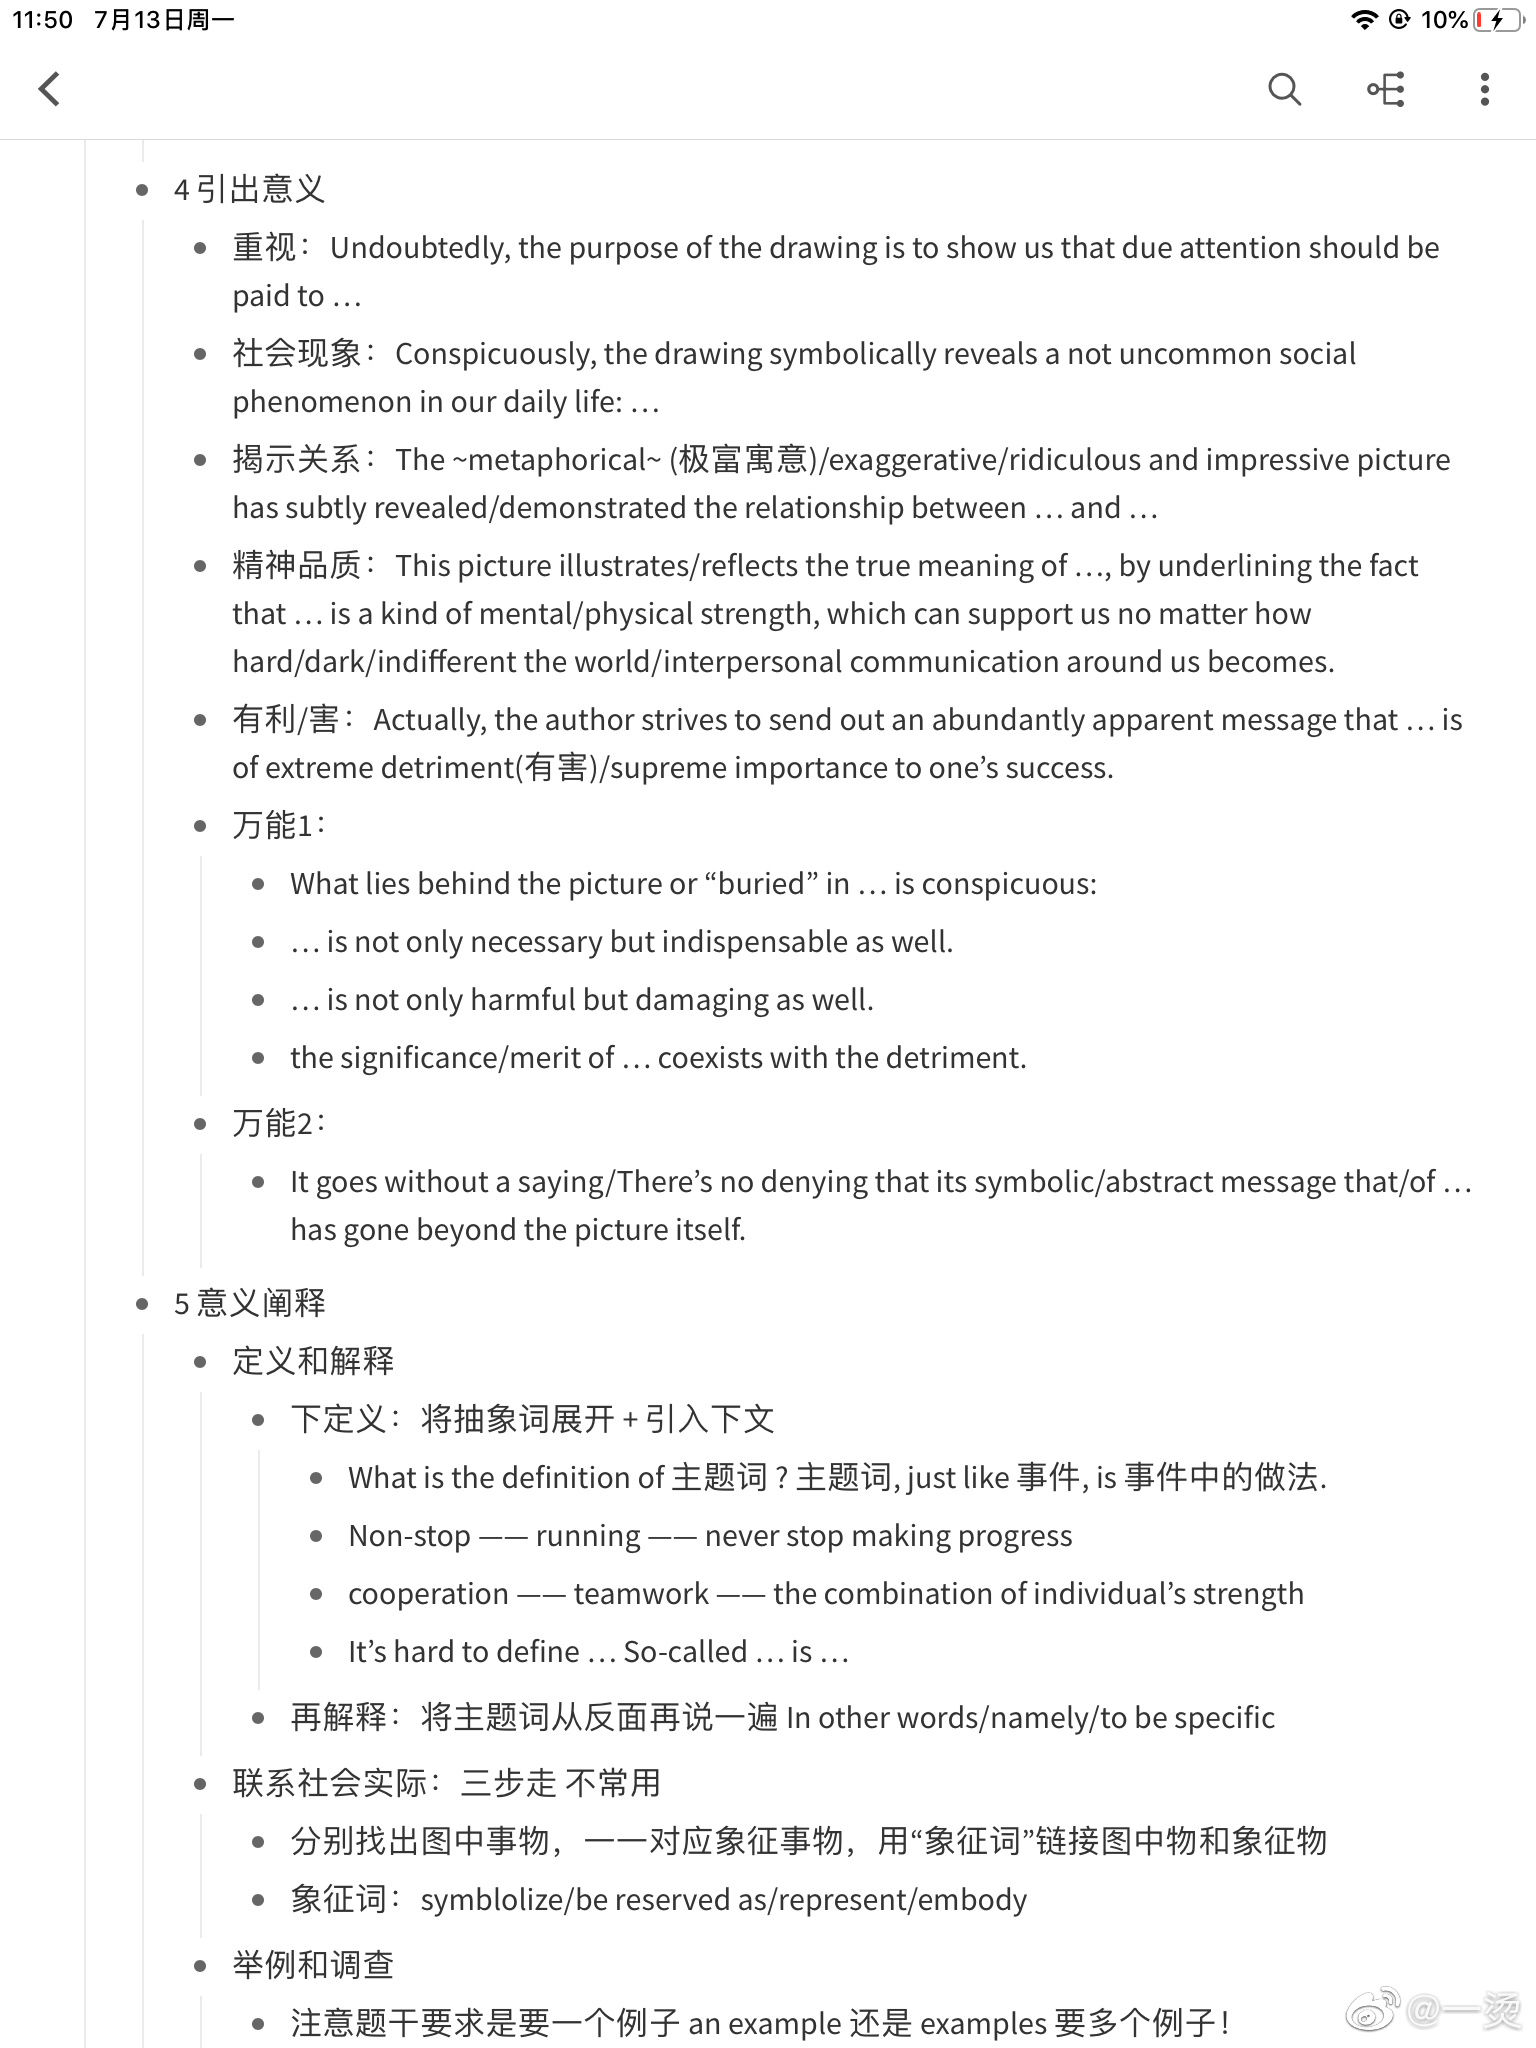 11:50 7月13日周一 10%
4 引出意义
重视：Undoubtedly, the purpose of the drawing is to show us that due attention should be
paid to …
社会现象：Conspicuously, the drawing symbolically reveals a not uncommon social
phenomenon in our daily life: …
揭示关系：The ~metaphorical~ (极富寓意)/exaggerative/ridiculous and impressive picture
has subtly revealed/demonstrated the relationship between … and …
精神品质：This picture illustrates/reflects the true meaning of …, by underlining the fact
that … is a kind of mental/physical strength, which can support us no matter how
hard/dark/indifferent the world/interpersonal communication around us becomes.
有利/害：Actually, the author strives to send out an abundantly apparent message that … is
of extreme detriment(有害)/supreme importance to one’s success.
万能1：
What lies behind the picture or “buried” in … is conspicuous:
… is not only necessary but indispensable as well.
… is not only harmful but damaging as well.
the significance/merit of … coexists with the detriment.
万能2：
It goes without a saying/There’s no denying that its symbolic/abstract message that/of …
has gone beyond the picture itself.
5 意义阐释
定义和解释
下定义：将抽象词展开 + 引入下文
What is the definition of 主题词 ? 主题词, just like 事件, is 事件中的做法.
Non-stop —— running —— never stop making progress
cooperation —— teamwork —— the combination of individual’s strength
It’s hard to define … So-called … is …
再解释：将主题词从反面再说一遍 In other words/namely/to be specific
联系社会实际：三步走 不常用
分别找出图中事物，一一对应象征事物，用“象征词”链接图中物和象征物
象征词：symblolize/be reserved as/represent/embody
举例和调查
注意题干要求是要一个例子 an example 还是 examples 要多个例子！
@一烫